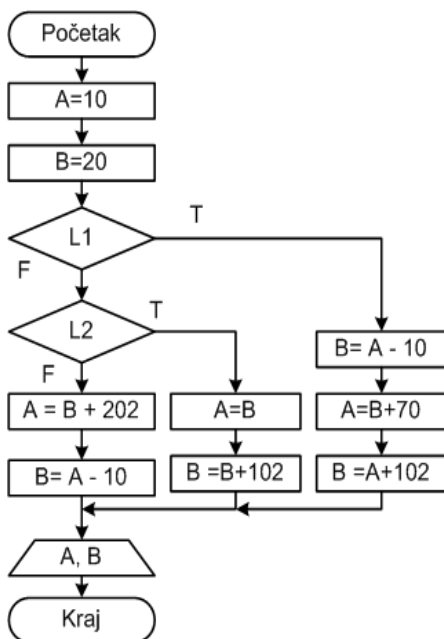 Početak
A=10
B=20
L1
T
F
L2
T
F
B= A - 10
A = B + 202
A=B
A=B+70
B= A - 10
B =B+102
B =A+102
A, B
Kraj